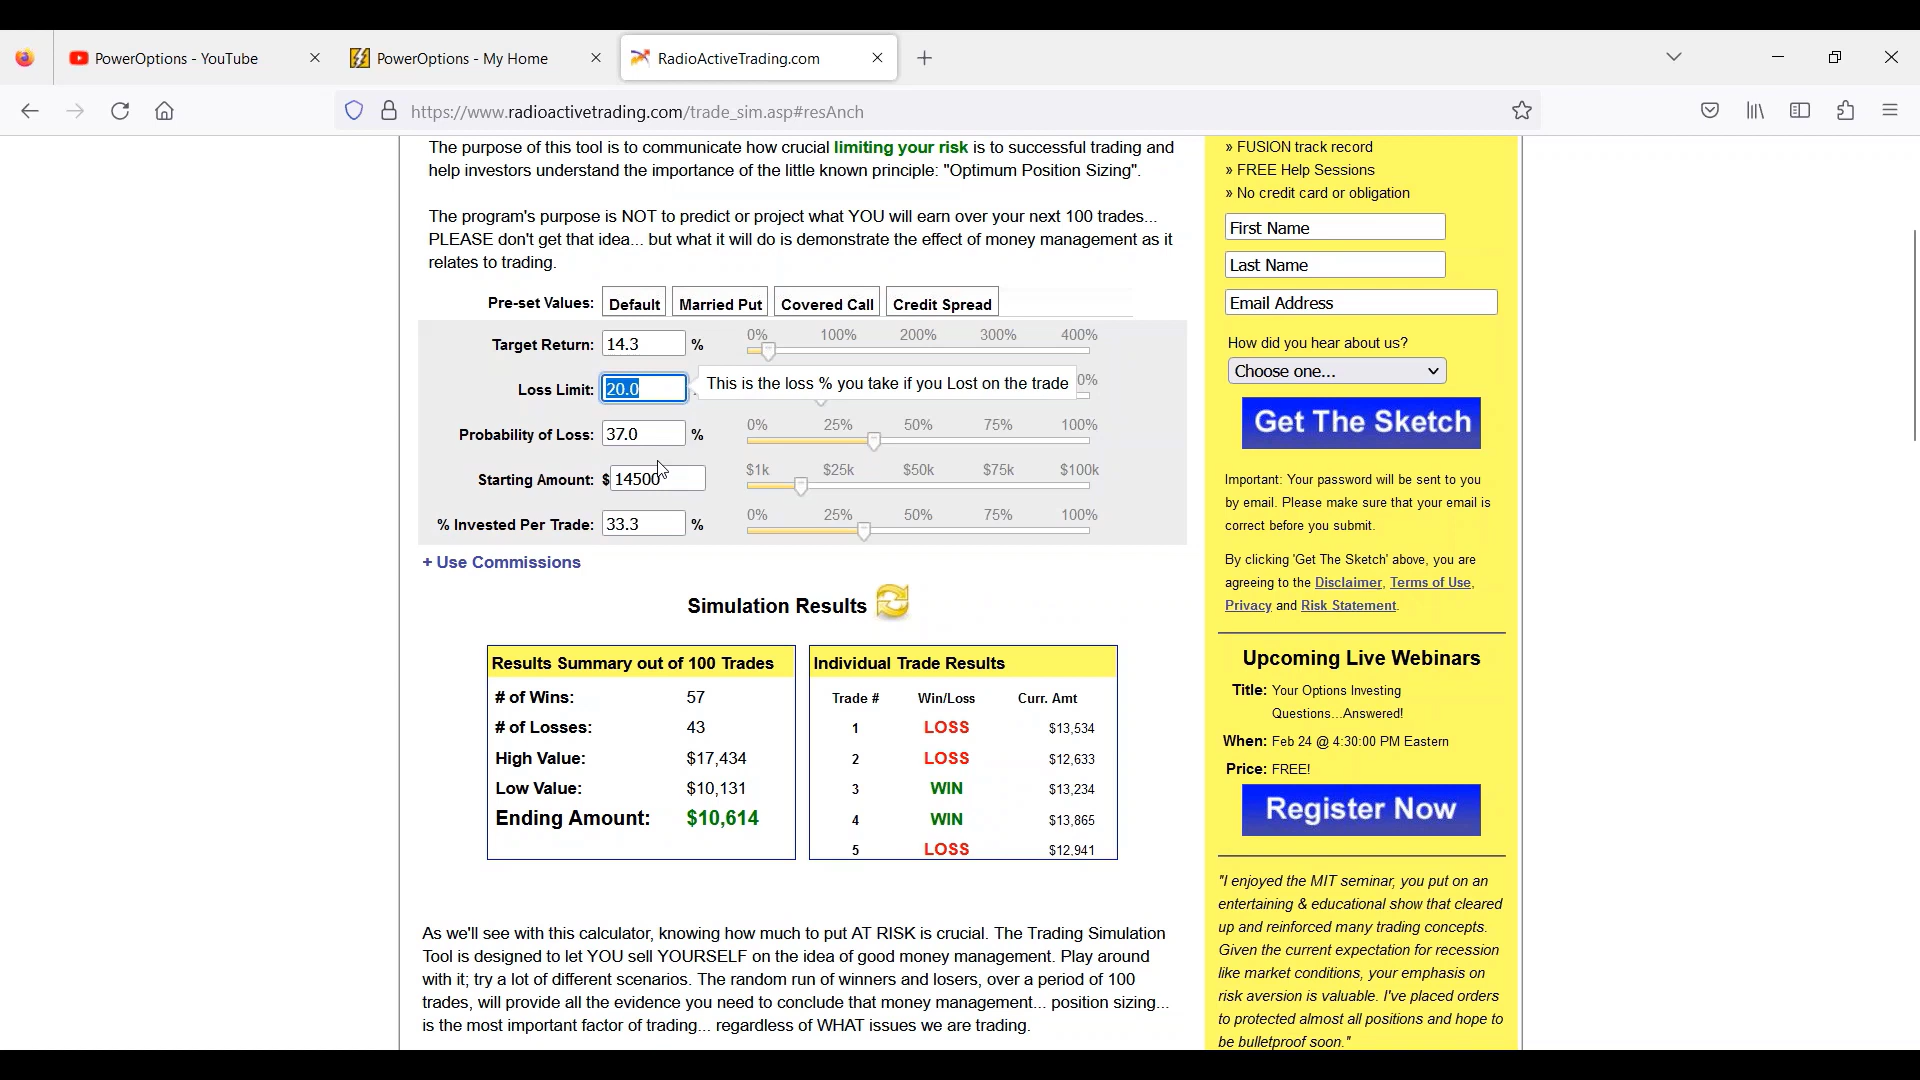 PowerOptions - YouTube
PowerOptions - My Home
RadioActiveTrading.com
https://www.radioactivetrading.com/trade_sim.asp#resAnch
The purpose of this tool is to communicate how crucial limiting your risk is to successful trading and
help investors understand the importance of the little known principle: "Optimum Position Sizing".
The program's purpose is NOT to predict or project what YOU will earn over your next 100 trades...
PLEASE don't get that idea... but what it will do is demonstrate the effect of money management as it
relates to trading.
Pre-set Values: Default Married Put Covered Call Credit Spread
Target Return: 14.3 % 0% 100% 200% 300% 400%
Loss Limit: 20.0 This is the loss % you take if you Lost on the trade 0%
Probability of Loss: 37.0 % 0% 25% 50% 75% 100%
Starting Amount: $ 14500 $1k $25k $50k $75k $100k
% Invested Per Trade: 33.3 % 0% 25% 50% 75% 100%
+ Use Commissions
Simulation Results
Results Summary out of 100 Trades
# of Wins: 57
# of Losses: 43
High Value: $17,434
Low Value: $10,131
Ending Amount: $10,614
Individual Trade Results
Trade # Win/Loss Curr. Amt
1 LOSS $13,534
2 LOSS $12,633
3 WIN $13,234
4 WIN $13,865
5 LOSS $12,941
As we'll see with this calculator, knowing how much to put AT RISK is crucial. The Trading Simulation
Tool is designed to let YOU sell YOURSELF on the idea of good money management. Play around
with it; try a lot of different scenarios. The random run of winners and losers, over a period of 100
trades, will provide all the evidence you need to conclude that money management... position sizing...
is the most important factor of trading... regardless of WHAT issues we are trading.
» FUSION track record
» FREE Help Sessions
» No credit card or obligation
First Name
Last Name
Email Address
How did you hear about us?
Choose one...
Get The Sketch
Important: Your password will be sent to you
by email. Please make sure that your email is
correct before you submit.
By clicking 'Get The Sketch' above, you are
agreeing to the Disclaimer, Terms of Use,
Privacy and Risk Statement.
Upcoming Live Webinars
Title: Your Options Investing
Questions...Answered!
When: Feb 24 @ 4:30:00 PM Eastern
Price: FREE!
Register Now
"I enjoyed the MIT seminar, you put on an
entertaining & educational show that cleared
up and reinforced many trading concepts.
Given the current expectation for recession
like market conditions, your emphasis on
risk aversion is valuable. I've placed orders
to protected almost all positions and hope to
be bulletproof soon."